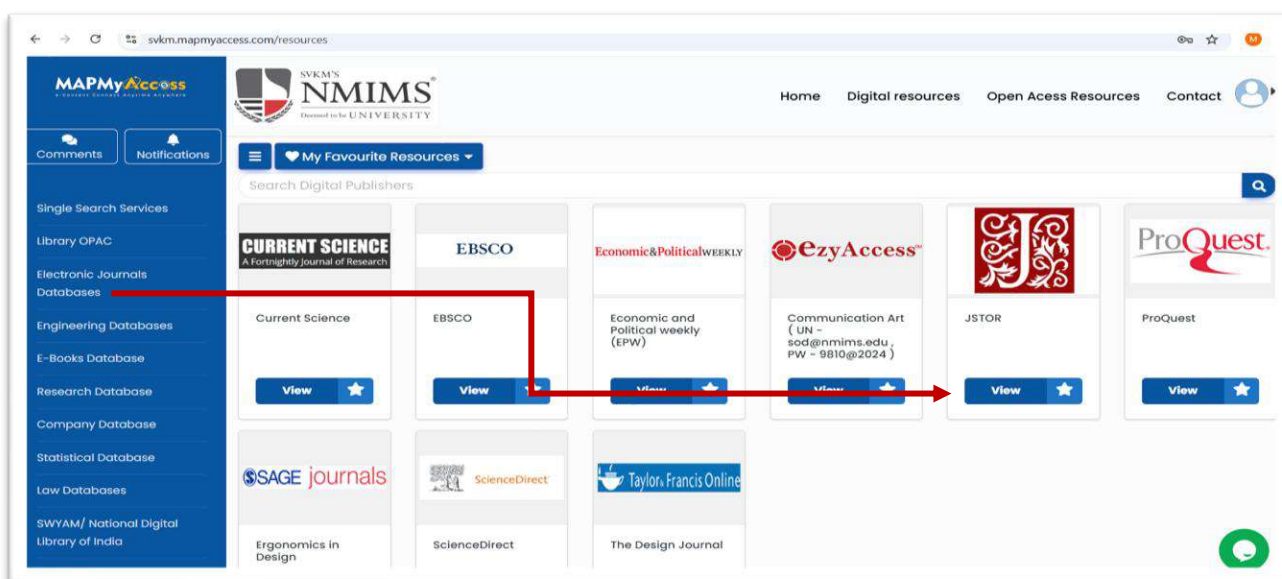 svkm.mapmyaccess.com/resources
M
MAPMyAccess
e-Content Connect Anytime Anywhere
SVKM'S
NMIMS
Deemed to be UNIVERSITY
Home Digital resources Open Acess Resources Contact
Comments Notifications
My Favourite Resources
Search Digital Publishers
Single Search Services
Library OPAC
Electronic Journals
Databases
Engineering Databases
E-Books Database
Research Database
Company Database
Statistical Database
Law Databases
SWYAM/ National Digital
Library of India
CURRENT SCIENCE
A Fortnightly Journal of Research
Current Science
View
EBSCO
EBSCO
View
Economic&PoliticalWEEKLY
Economic and
Political weekly
(EPW)
View
ezyAccess
Communication Art
( UN -
sod@nmims.edu ,
PW - 9810@2024 )
View
JSTOR
View
ProQuest.
ProQuest
View
SAGE journals
Ergonomics in
Design
ScienceDirect
ScienceDirect
Taylor & Francis Online
The Design Journal